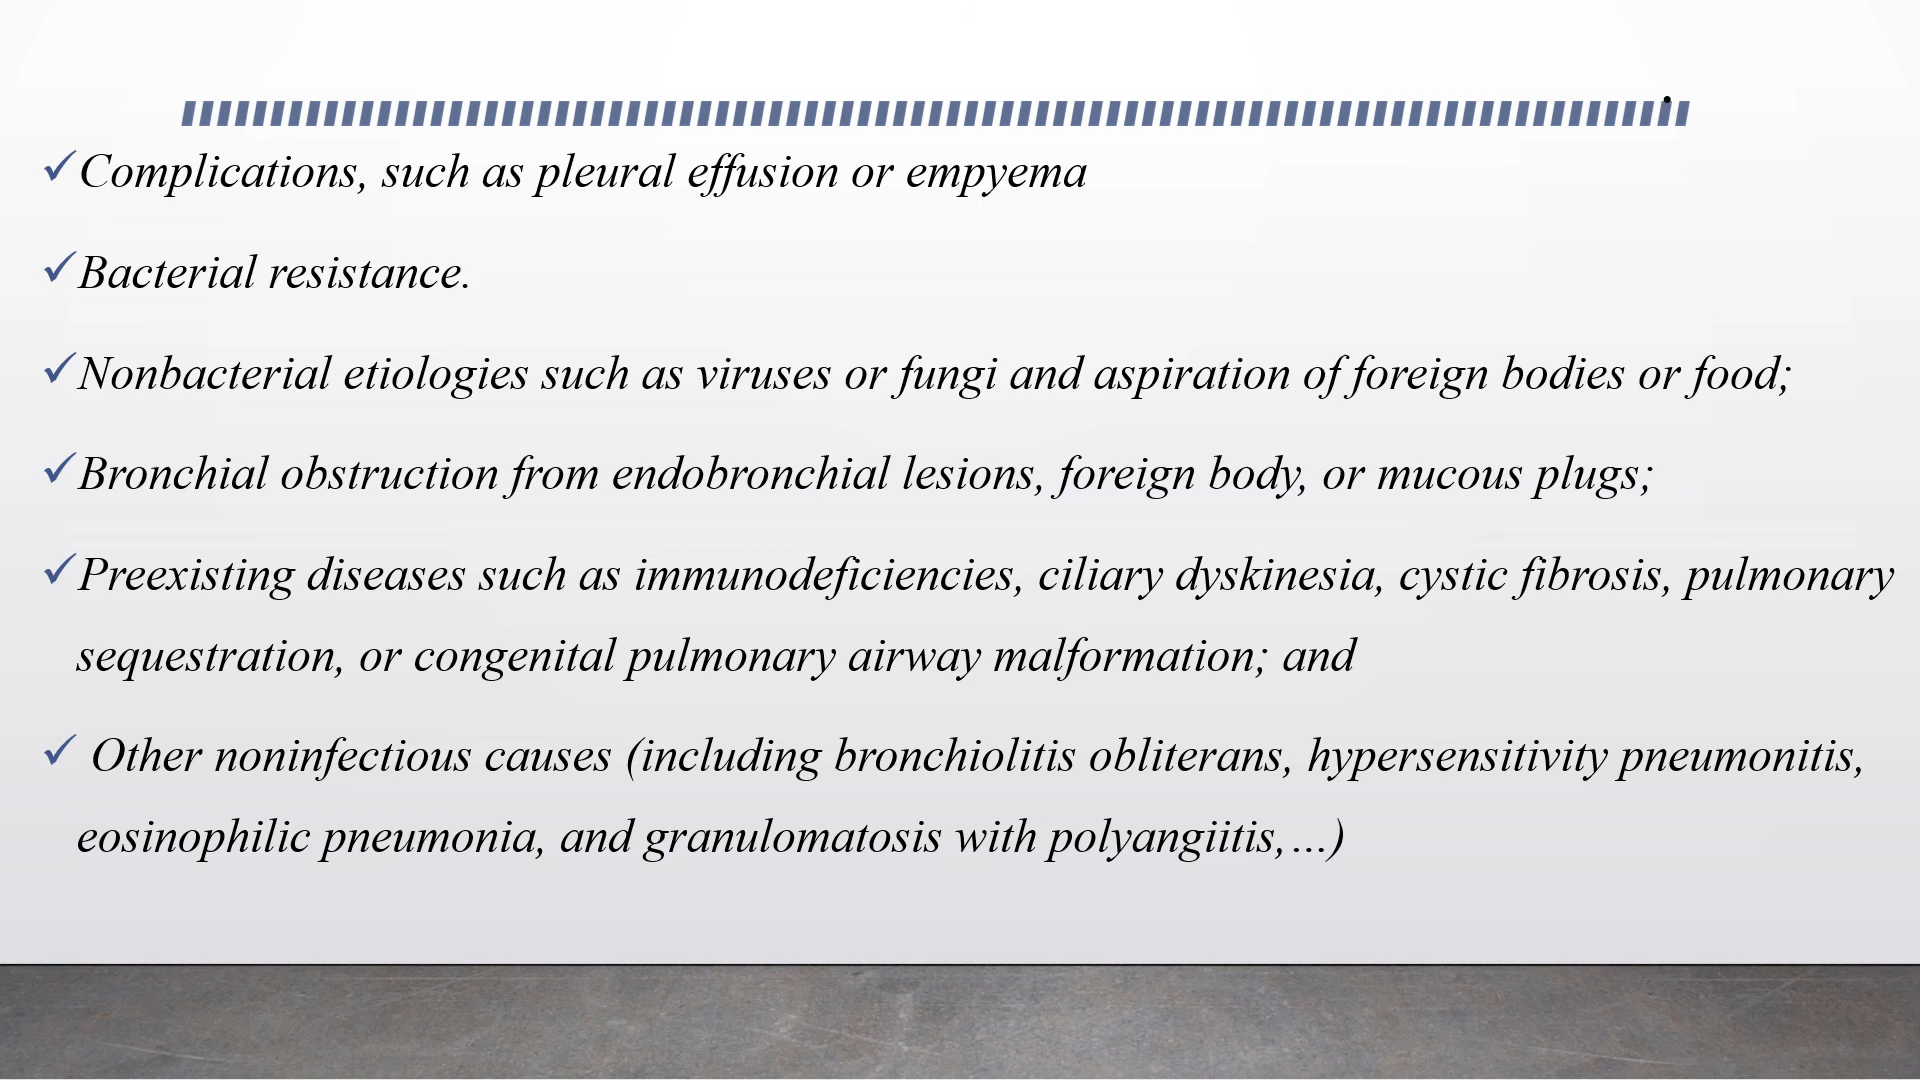 ✓Complications, such as pleural effusion or empyema
✓Bacterial resistance.
✓Nonbacterial etiologies such as viruses or fungi and aspiration of foreign bodies or food;
✓Bronchial obstruction from endobronchial lesions, foreign body, or mucous plugs;
✓Preexisting diseases such as immunodeficiencies, ciliary dyskinesia, cystic fibrosis, pulmonary
sequestration, or congenital pulmonary airway malformation; and
✓ Other noninfectious causes (including bronchiolitis obliterans, hypersensitivity pneumonitis,
eosinophilic pneumonia, and granulomatosis with polyangiitis,…)